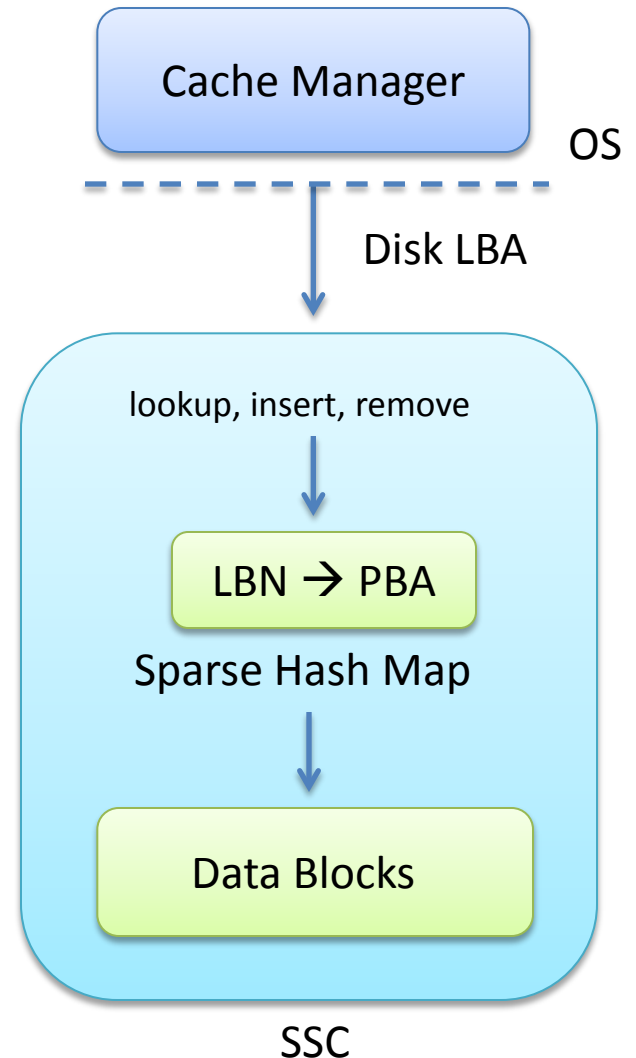 Cache Manager
OS
Disk LBA
lookup, insert, remove
LBN → PBA
Sparse Hash Map
Data Blocks
SSC